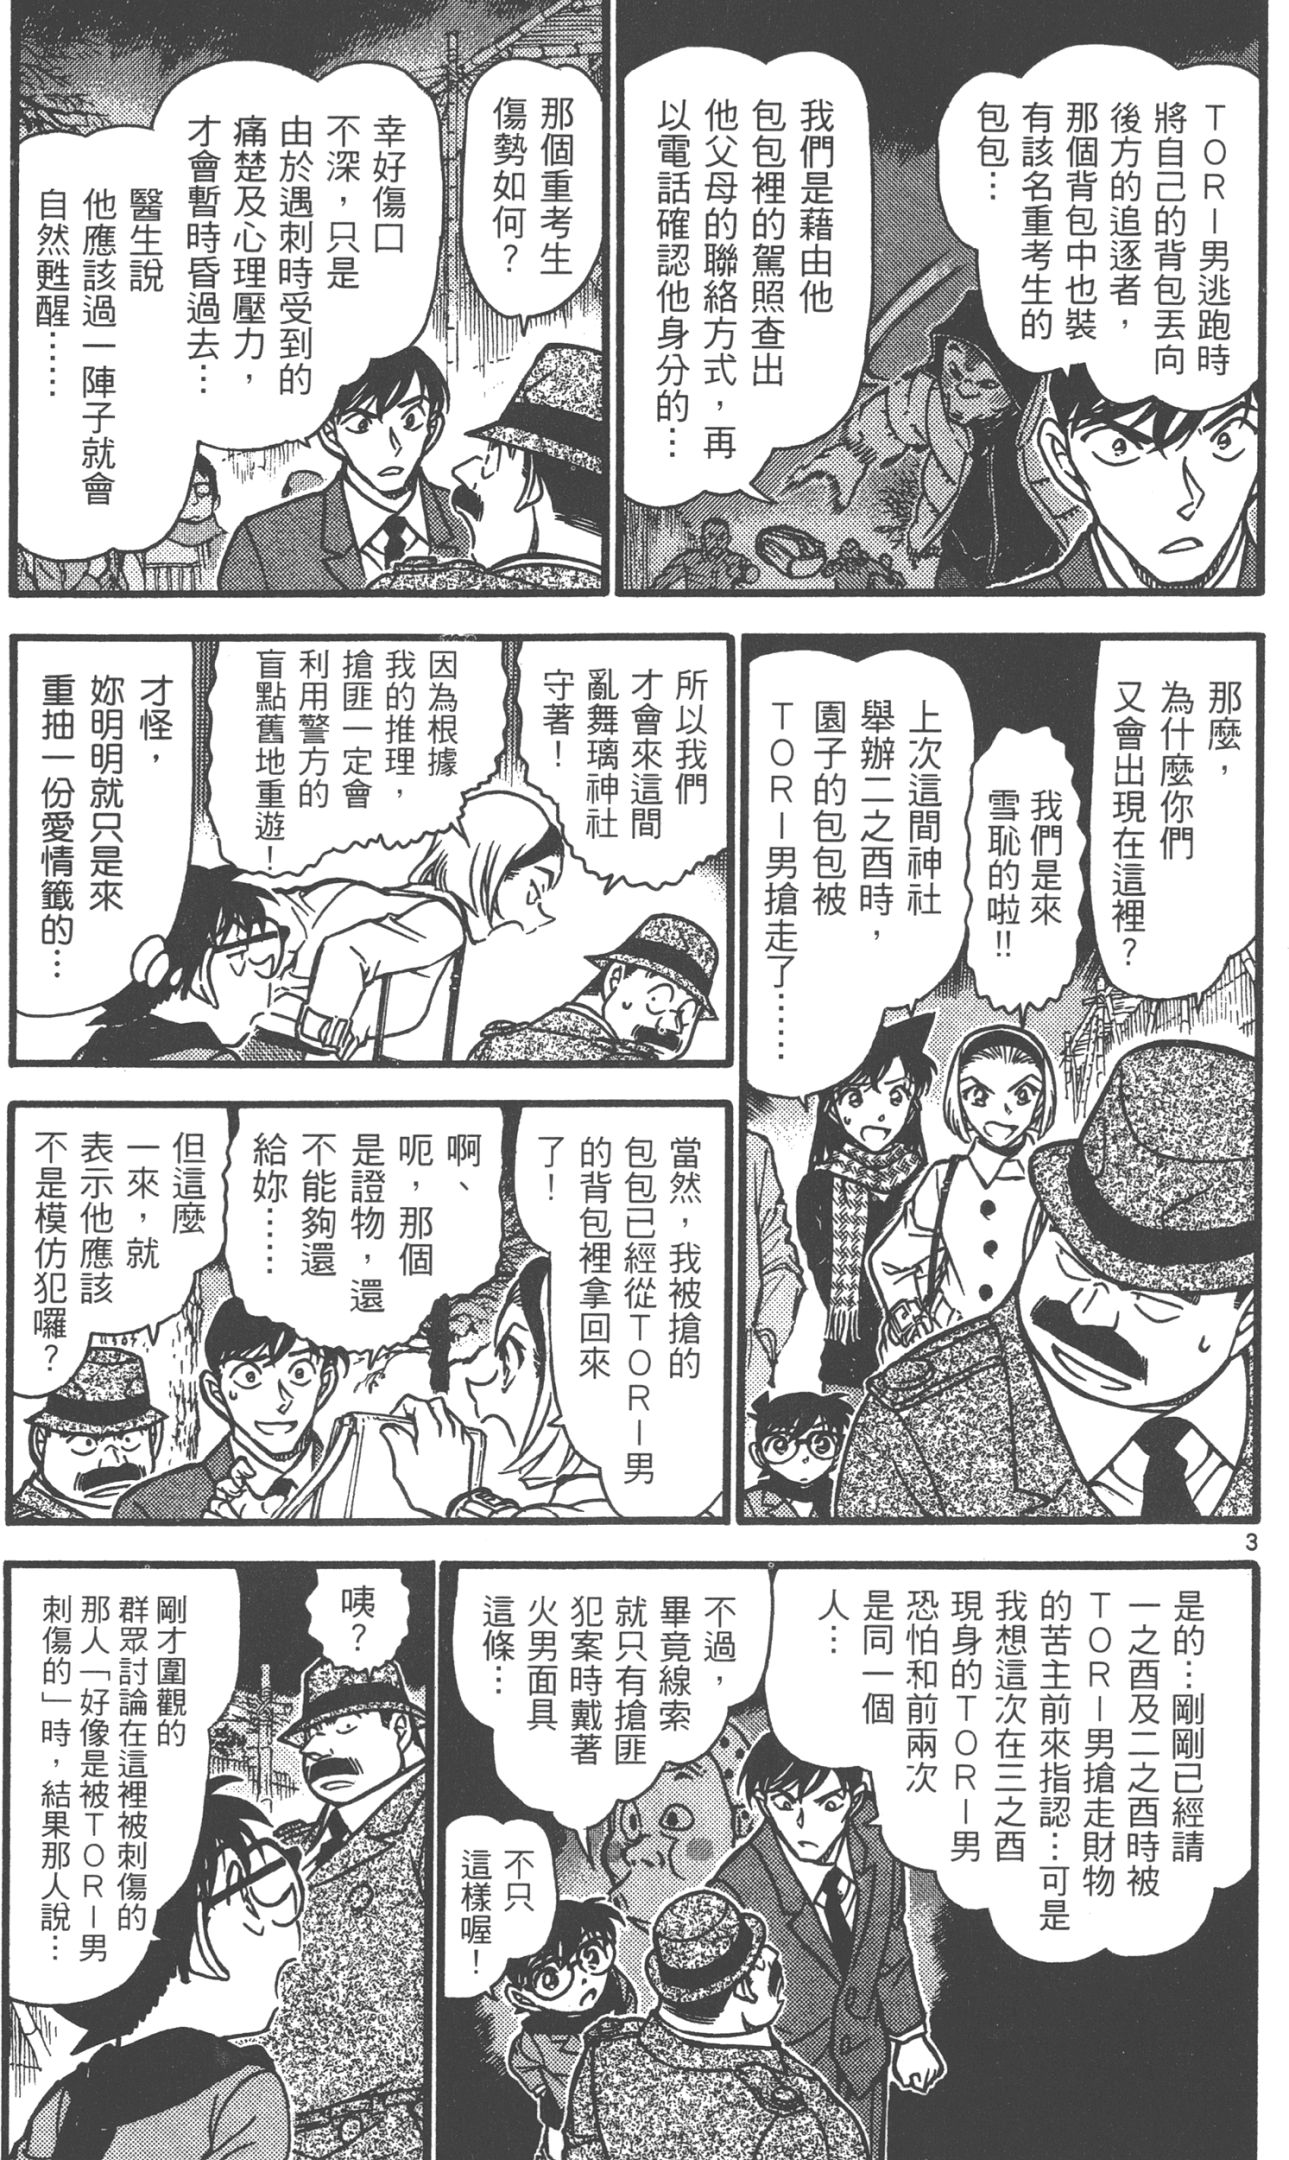 TORI男逃跑時
將自己的背包丟向
後方的追逐者，
那個背包中也裝
有該名重考生的
包包…
我們是藉由他
包包裡的駕照查出
他父母的聯絡方式，再
以電話確認他身分的…
那個重考生
傷勢如何？
幸好傷口
不深，只是
由於遇刺時受到的
痛楚及心理壓力，
才會暫時昏過去…
醫生說
他應該過一陣子就會
自然甦醒……
那麼，
為什麼你們
又會出現在這裡？
我們是來
雪恥的啦!!
上次這間神社
舉辦二之酉時，
園子的包包被
TORI男搶走了……
所以我們
才會來這間
亂舞璃神社
守著！
因為根據
我的推理，
搶匪一定會
利用警方的
盲點舊地重遊！
才怪，
妳明明就只是來
重抽一份愛情籤的…
當然，我被搶的
包包已經從TORI男
的背包裡拿回來
了！
啊、
呃，那個
是證物，還
不能夠還
給妳……
但這麼
一來，就
表示他應該
不是模仿犯囉？
3
是的…剛剛已經請
一之酉及二之酉時被
TORI男搶走財物
的苦主前來指認…可是
我想這次在三之酉
現身的TORI男
恐怕和前兩次
是同一個
人…
不過，
畢竟線索
就只有搶匪
犯案時戴著
火男面具
這條…
不只
這樣喔！
咦？
剛才圍觀的
群眾討論在這裡被刺傷的
那人「好像是被TORI男
刺傷的」時，結果那人說…